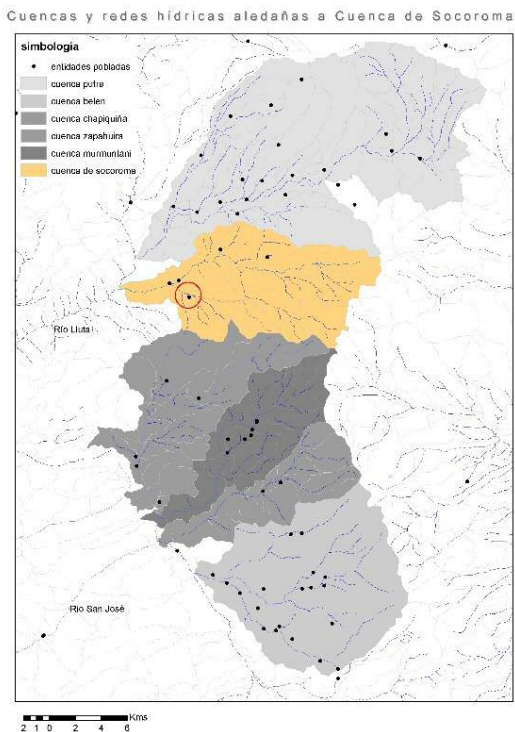 Cuencas y redes hídricas aledañas a Cuenca de Socoroma
simbología
entidades pobladas
cuenca putre
cuenca belen
cuenca chapiquiña
cuenca zapahuira
cuenca murmuntani
cuenca de socoroma
Río Lluta
Río San José
Kms
2 1 0 2 4 6